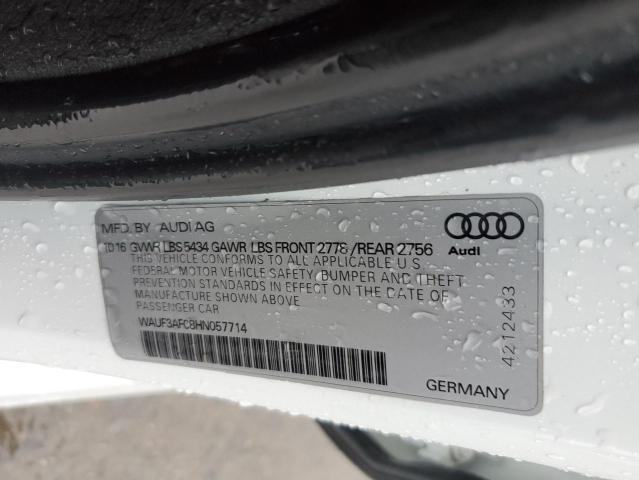 MFD. BY AUDI AG
10 16 GVWR LBS 5434 GAWR LBS FRONT 2778 / REAR 2756
THIS VEHICLE CONFORMS TO ALL APPLICABLE U S
FEDERAL MOTOR VEHICLE SAFETY, BUMPER AND THEFT
PREVENTION STANDARDS IN EFFECT ON THE DATE OF
MANUFACTURE SHOWN ABOVE
PASSENGER CAR
WAUF3AFC8HN057714
Audi
4212433
GERMANY